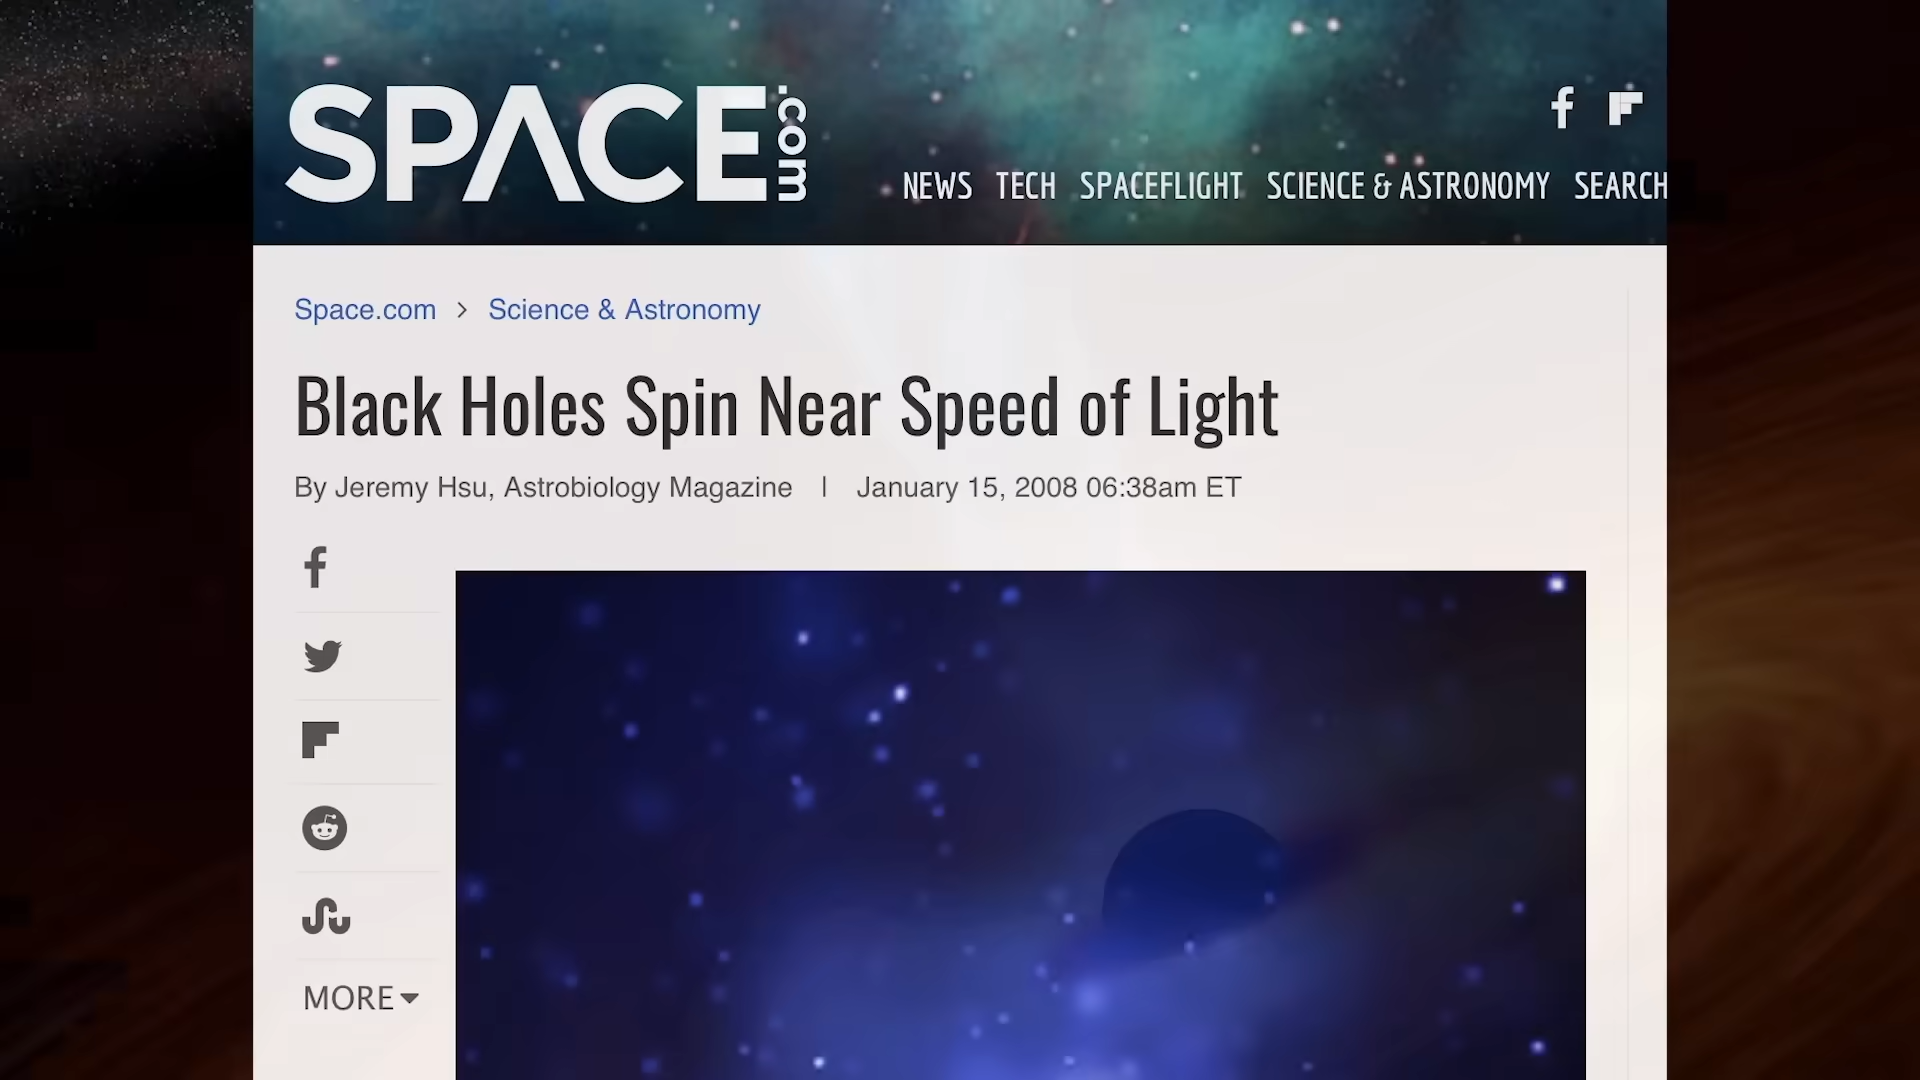 SPACE.com
NEWS TECH SPACEFLIGHT SCIENCE & ASTRONOMY SEARCH
Space.com > Science & Astronomy
Black Holes Spin Near Speed of Light
By Jeremy Hsu, Astrobiology Magazine | January 15, 2008 06:38am ET
MORE